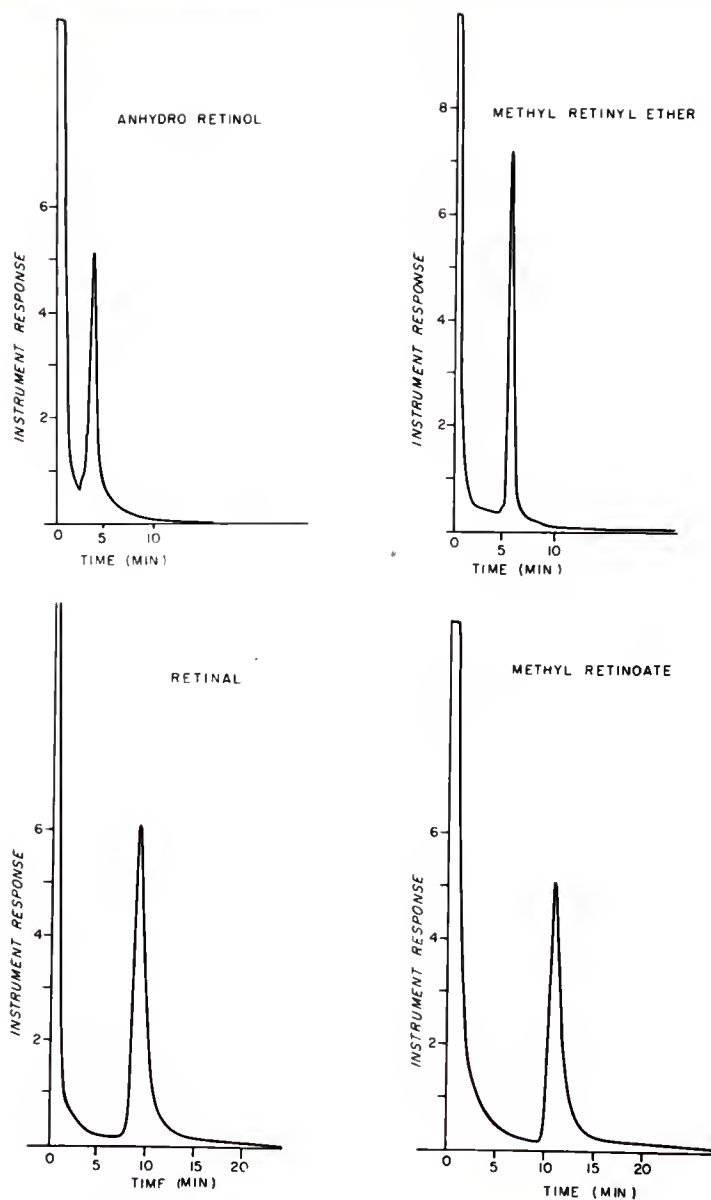 ANHYDRO RETINOL
INSTRUMENT RESPONSE
6
4
2
0 5 10
TIME (MIN)
METHYL RETINYL ETHER
INSTRUMENT RESPONSE
8
6
4
2
0 5 10
TIME (MIN)
RETINAL
INSTRUMENT RESPONSE
6
4
2
0 5 10 15 20
TIME (MIN)
METHYL RETINOATE
INSTRUMENT RESPONSE
6
4
2
0 5 10 15 20
TIME (MIN)